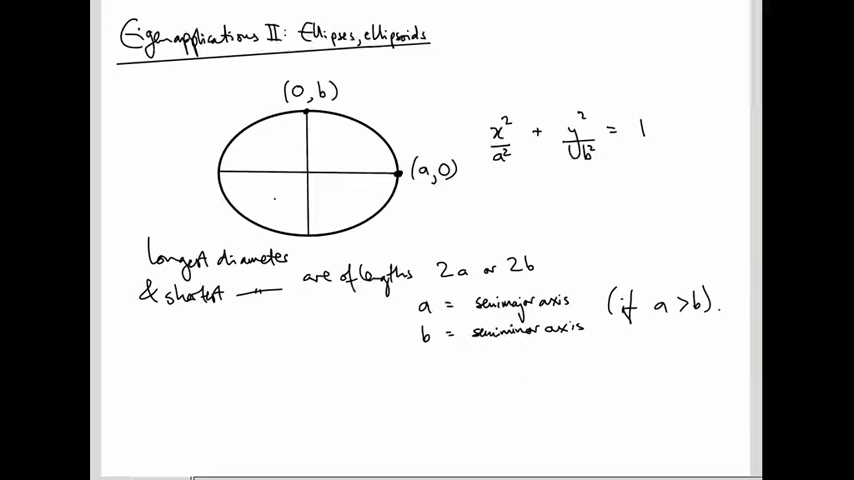 Eigenapplications II: Ellipses, ellipsoids
(0, b)
x²/a² + y²/b² = 1
(a, 0)
longest diameter
& shortest —"— are of lengths 2a or 2b
a = semimajor axis (if a > b).
b = semiminor axis